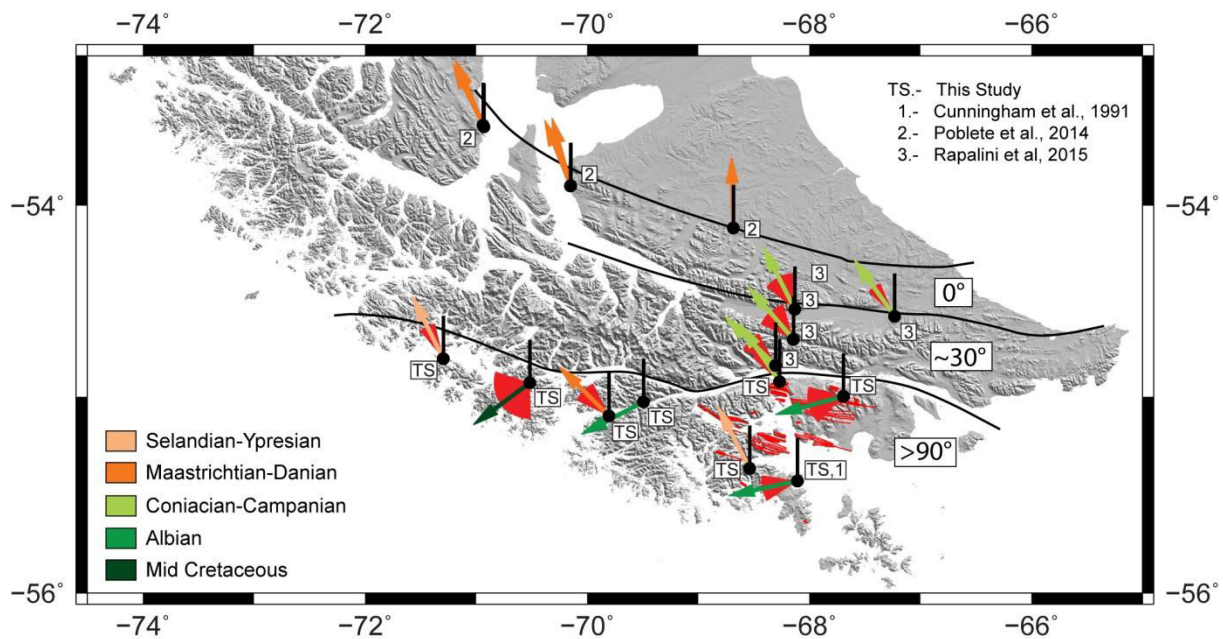 −74˚ −72˚ −70˚ −68˚ −66˚
TS.- This Study
1.- Cunningham et al., 1991
2.- Poblete et al., 2014
3.- Rapalini et al, 2015
2
2
−54˚ −54˚
2
3
0˚
3
3
~30˚
3
TS
TS
TS
TS
TS
TS
>90˚
TS
TS,1
Selandian-Ypresian
Maastrichtian-Danian
Coniacian-Campanian
Albian
Mid Cretaceous
−56˚ −56˚
−74˚ −72˚ −70˚ −68˚ −66˚